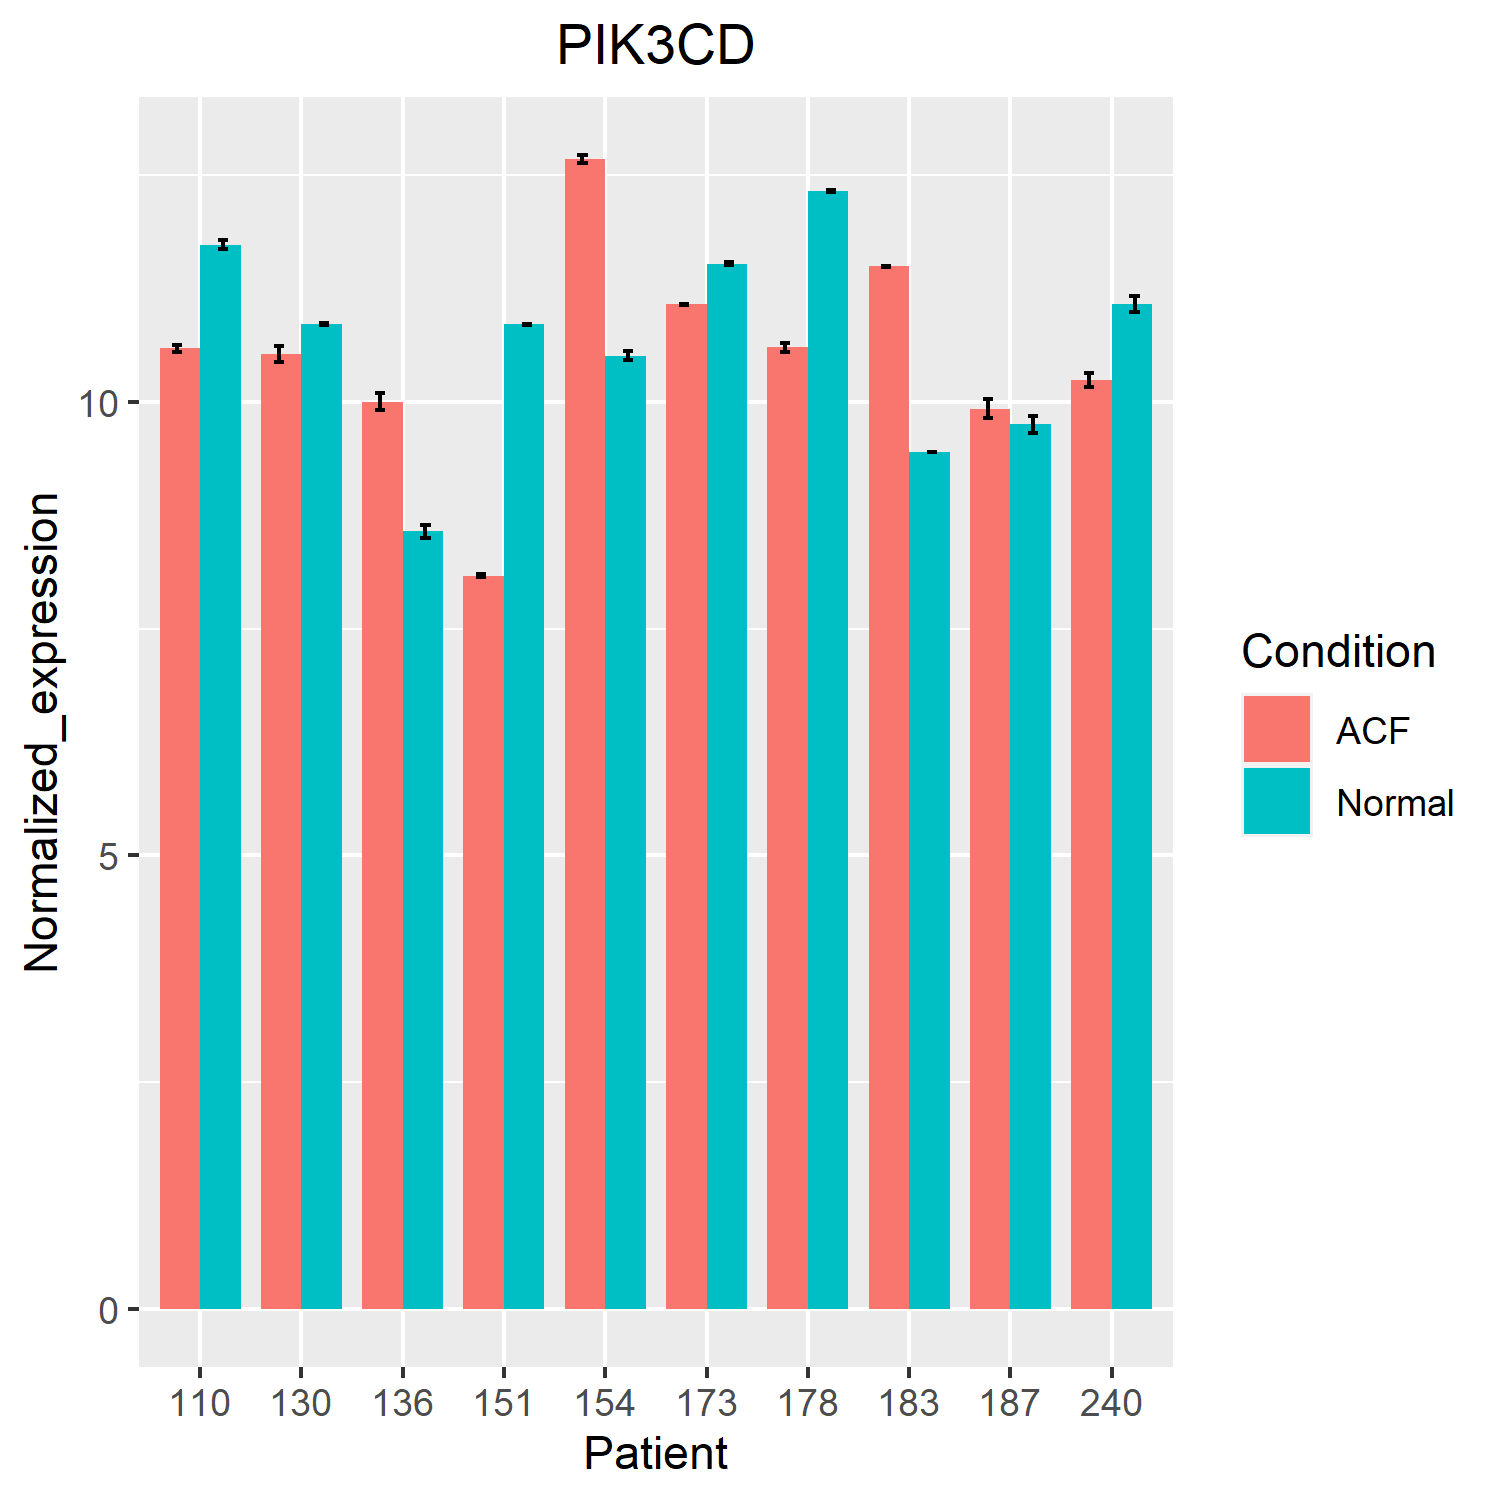 PIK3CD
Normalized_expression
10
5
0
110 130 136 151 154 173 178 183 187 240
Patient
Condition
ACF
Normal